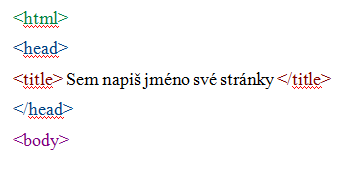 <html>
<head>
<title> Sem napiš jméno své stránky </title>
</head>
<body>